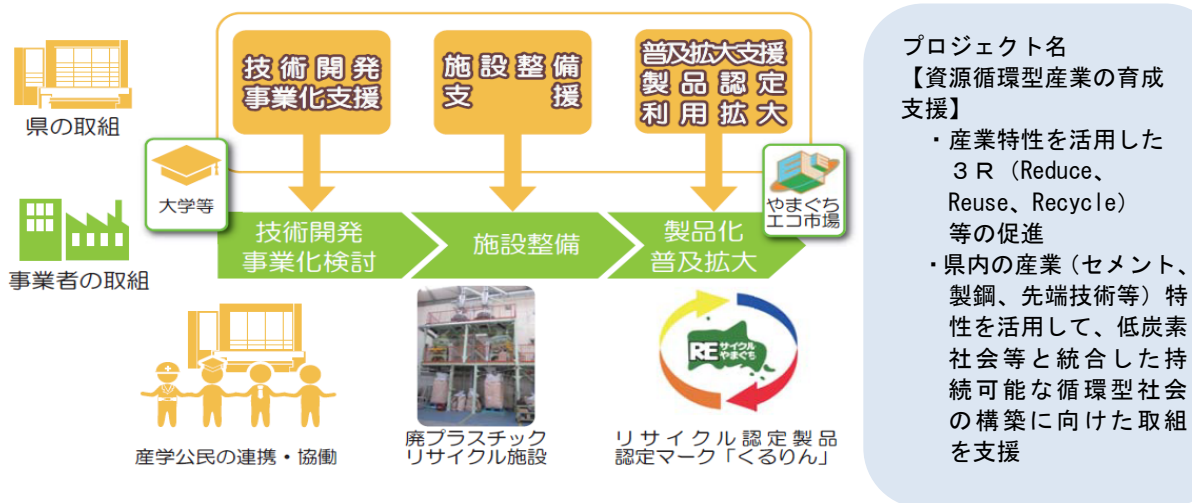 技術開発
事業化支援
施設整備
支援
普及拡大支援
製品認定
利用拡大
県の取組
大学等
やまぐち
エコ市場
技術開発
事業化検討
施設整備
製品化
普及拡大
事業者の取組
REサイクル
やまぐち
産学公民の連携・協働
廃プラスチック
リサイクル施設
リサイクル認定製品
認定マーク「くるりん」
プロジェクト名
【資源循環型産業の育成
支援】
・産業特性を活用した
３Ｒ（Reduce、
Reuse、Recycle）
等の促進
・県内の産業（セメント、
製鋼、先端技術等）特
性を活用して、低炭素
社会等と統合した持
続可能な循環型社会
の構築に向けた取組
を支援